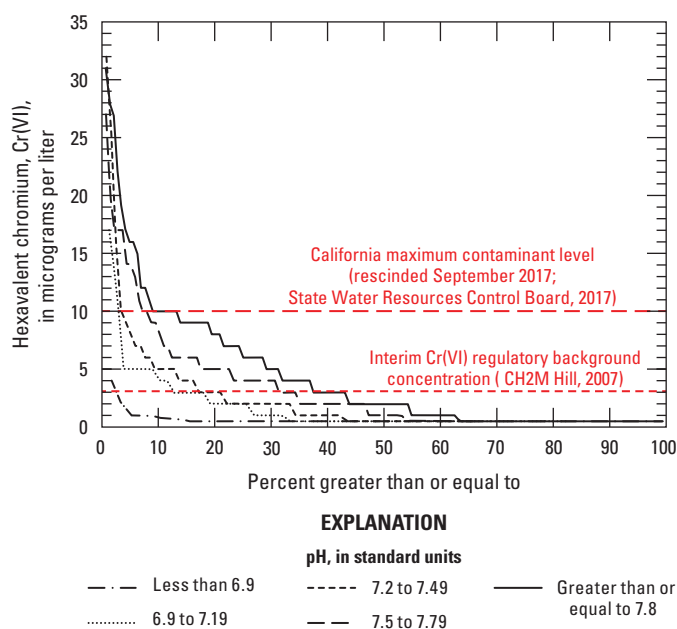 Hexavalent chromium, Cr(VI),
in micrograms per liter
35
30
25
20
15
10
5
0
California maximum contaminant level
(rescinded September 2017;
State Water Resources Control Board, 2017)
Interim Cr(VI) regulatory background
concentration ( CH2M Hill, 2007)
0 10 20 30 40 50 60 70 80 90 100
Percent greater than or equal to
EXPLANATION
pH, in standard units
Less than 6.9
6.9 to 7.19
7.2 to 7.49
7.5 to 7.79
Greater than or
equal to 7.8